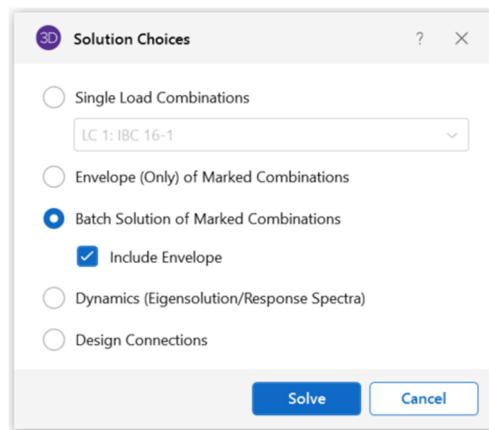 3D Solution Choices ?
Single Load Combinations
LC 1: IBC 16-1
Envelope (Only) of Marked Combinations
Batch Solution of Marked Combinations
Include Envelope
Dynamics (Eigensolution/Response Spectra)
Design Connections
Solve Cancel